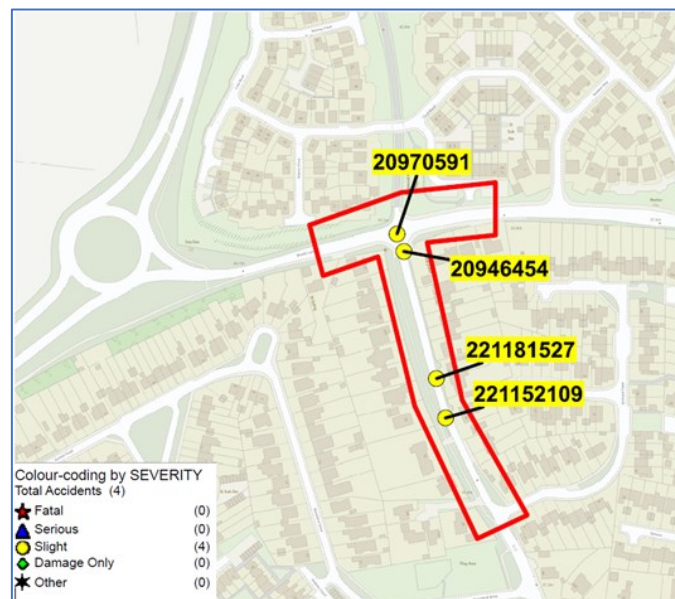 20970591
20946454
221181527
221152109
Colour-coding by SEVERITY
Total Accidents (4)
Fatal (0)
Serious (0)
Slight (4)
Damage Only (0)
Other (0)